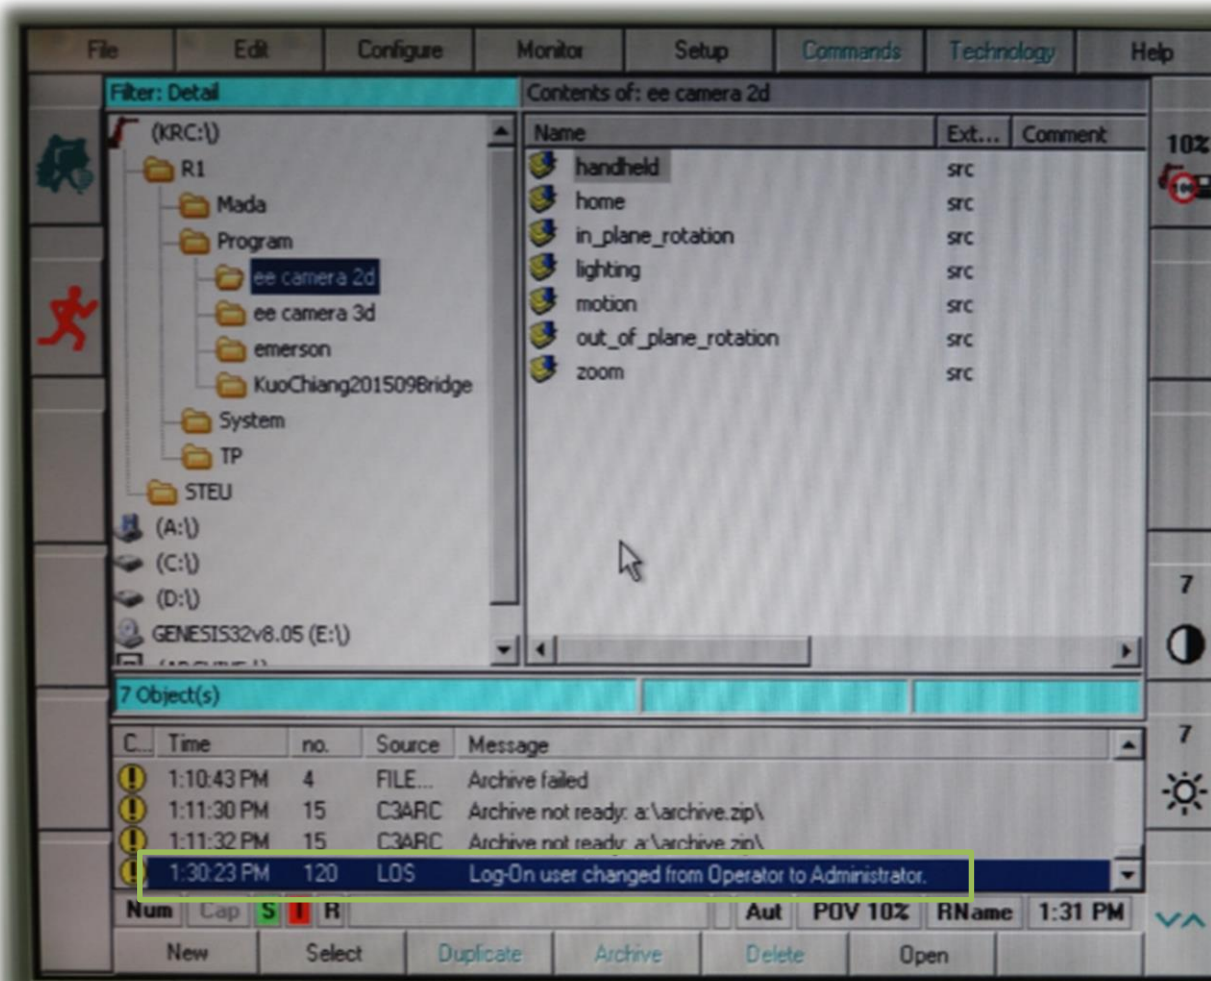 File Edit Configure Monitor Setup Commands Technology Help
Filter: Detail
Contents of: ee camera 2d
(KRC:\)
R1
Mada
Program
ee camera 2d
ee camera 3d
emerson
KuoChiang201509Bridge
System
TP
STEU
(A:\)
(C:\)
(D:\)
GENESIS32v8.05 (E:\)
Name Ext... Comment
handheld src
home src
in_plane_rotation src
lighting src
motion src
out_of_plane_rotation src
zoom src
10%
100
7
7
7 Object(s)
C... Time no. Source Message
1:10:43 PM 4 FILE... Archive failed
1:11:30 PM 15 C3ARC Archive not ready: a:\archive.zip\
1:11:32 PM 15 C3ARC Archive not ready: a:\archive.zip\
1:30:23 PM 120 LOS Log-On user changed from Operator to Administrator.
Num Cap S I R Aut POV 10% RName 1:31 PM
New Select Duplicate Archive Delete Open